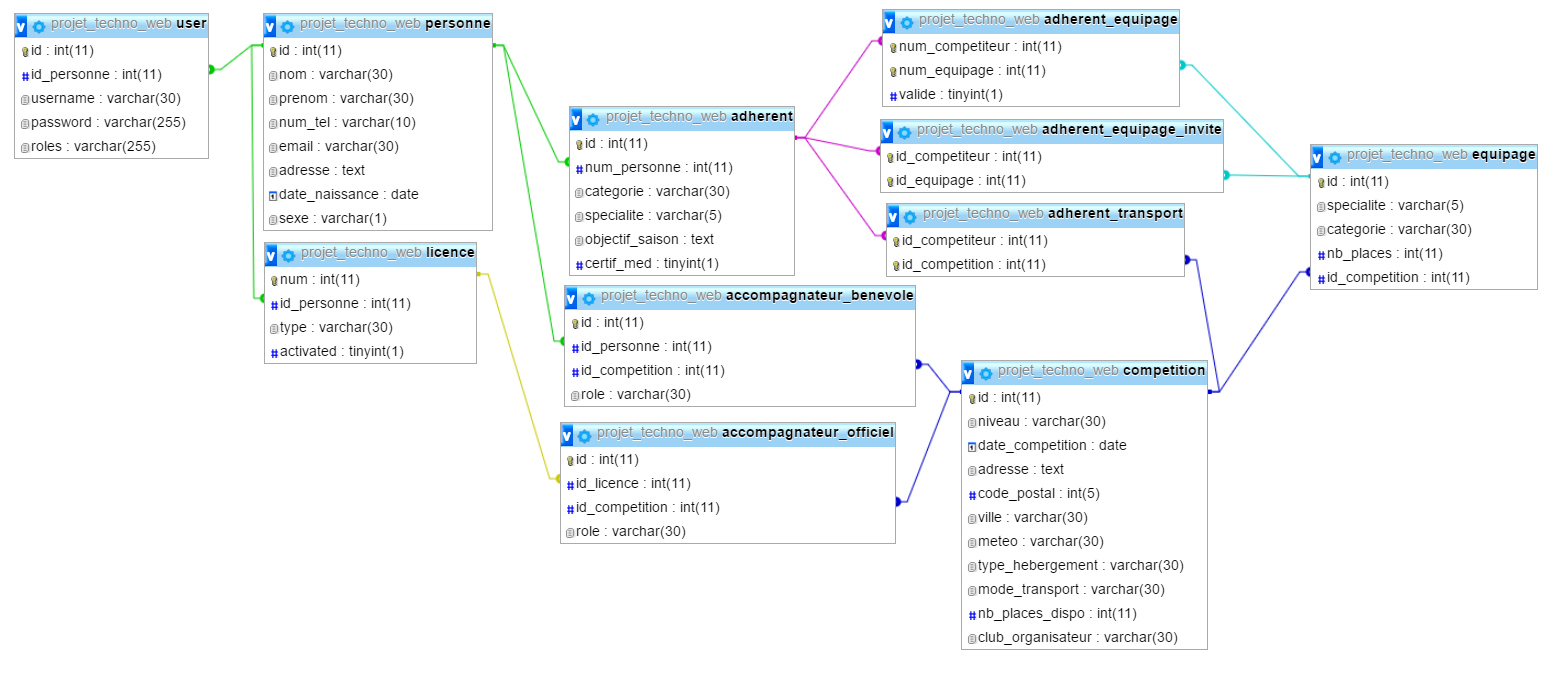 projet_techno_web user
id : int(11)
id_personne : int(11)
username : varchar(30)
password : varchar(255)
roles : varchar(255)
projet_techno_web personne
id : int(11)
nom : varchar(30)
prenom : varchar(30)
num_tel : varchar(10)
email : varchar(30)
adresse : text
date_naissance : date
sexe : varchar(1)
projet_techno_web licence
num : int(11)
id_personne : int(11)
type : varchar(30)
activated : tinyint(1)
projet_techno_web adherent
id : int(11)
num_personne : int(11)
categorie : varchar(30)
specialite : varchar(5)
objectif_saison : text
certif_med : tinyint(1)
projet_techno_web accompagnateur_benevole
id : int(11)
id_personne : int(11)
id_competition : int(11)
role : varchar(30)
projet_techno_web accompagnateur_officiel
id : int(11)
id_licence : int(11)
id_competition : int(11)
role : varchar(30)
projet_techno_web adherent_equipage
num_competiteur : int(11)
num_equipage : int(11)
valide : tinyint(1)
projet_techno_web adherent_equipage_invite
id_competiteur : int(11)
id_equipage : int(11)
projet_techno_web adherent_transport
id_competiteur : int(11)
id_competition : int(11)
projet_techno_web competition
id : int(11)
niveau : varchar(30)
date_competition : date
adresse : text
code_postal : int(5)
ville : varchar(30)
meteo : varchar(30)
type_hebergement : varchar(30)
mode_transport : varchar(30)
nb_places_dispo : int(11)
club_organisateur : varchar(30)
projet_techno_web equipage
id : int(11)
specialite : varchar(5)
categorie : varchar(30)
nb_places : int(11)
id_competition : int(11)